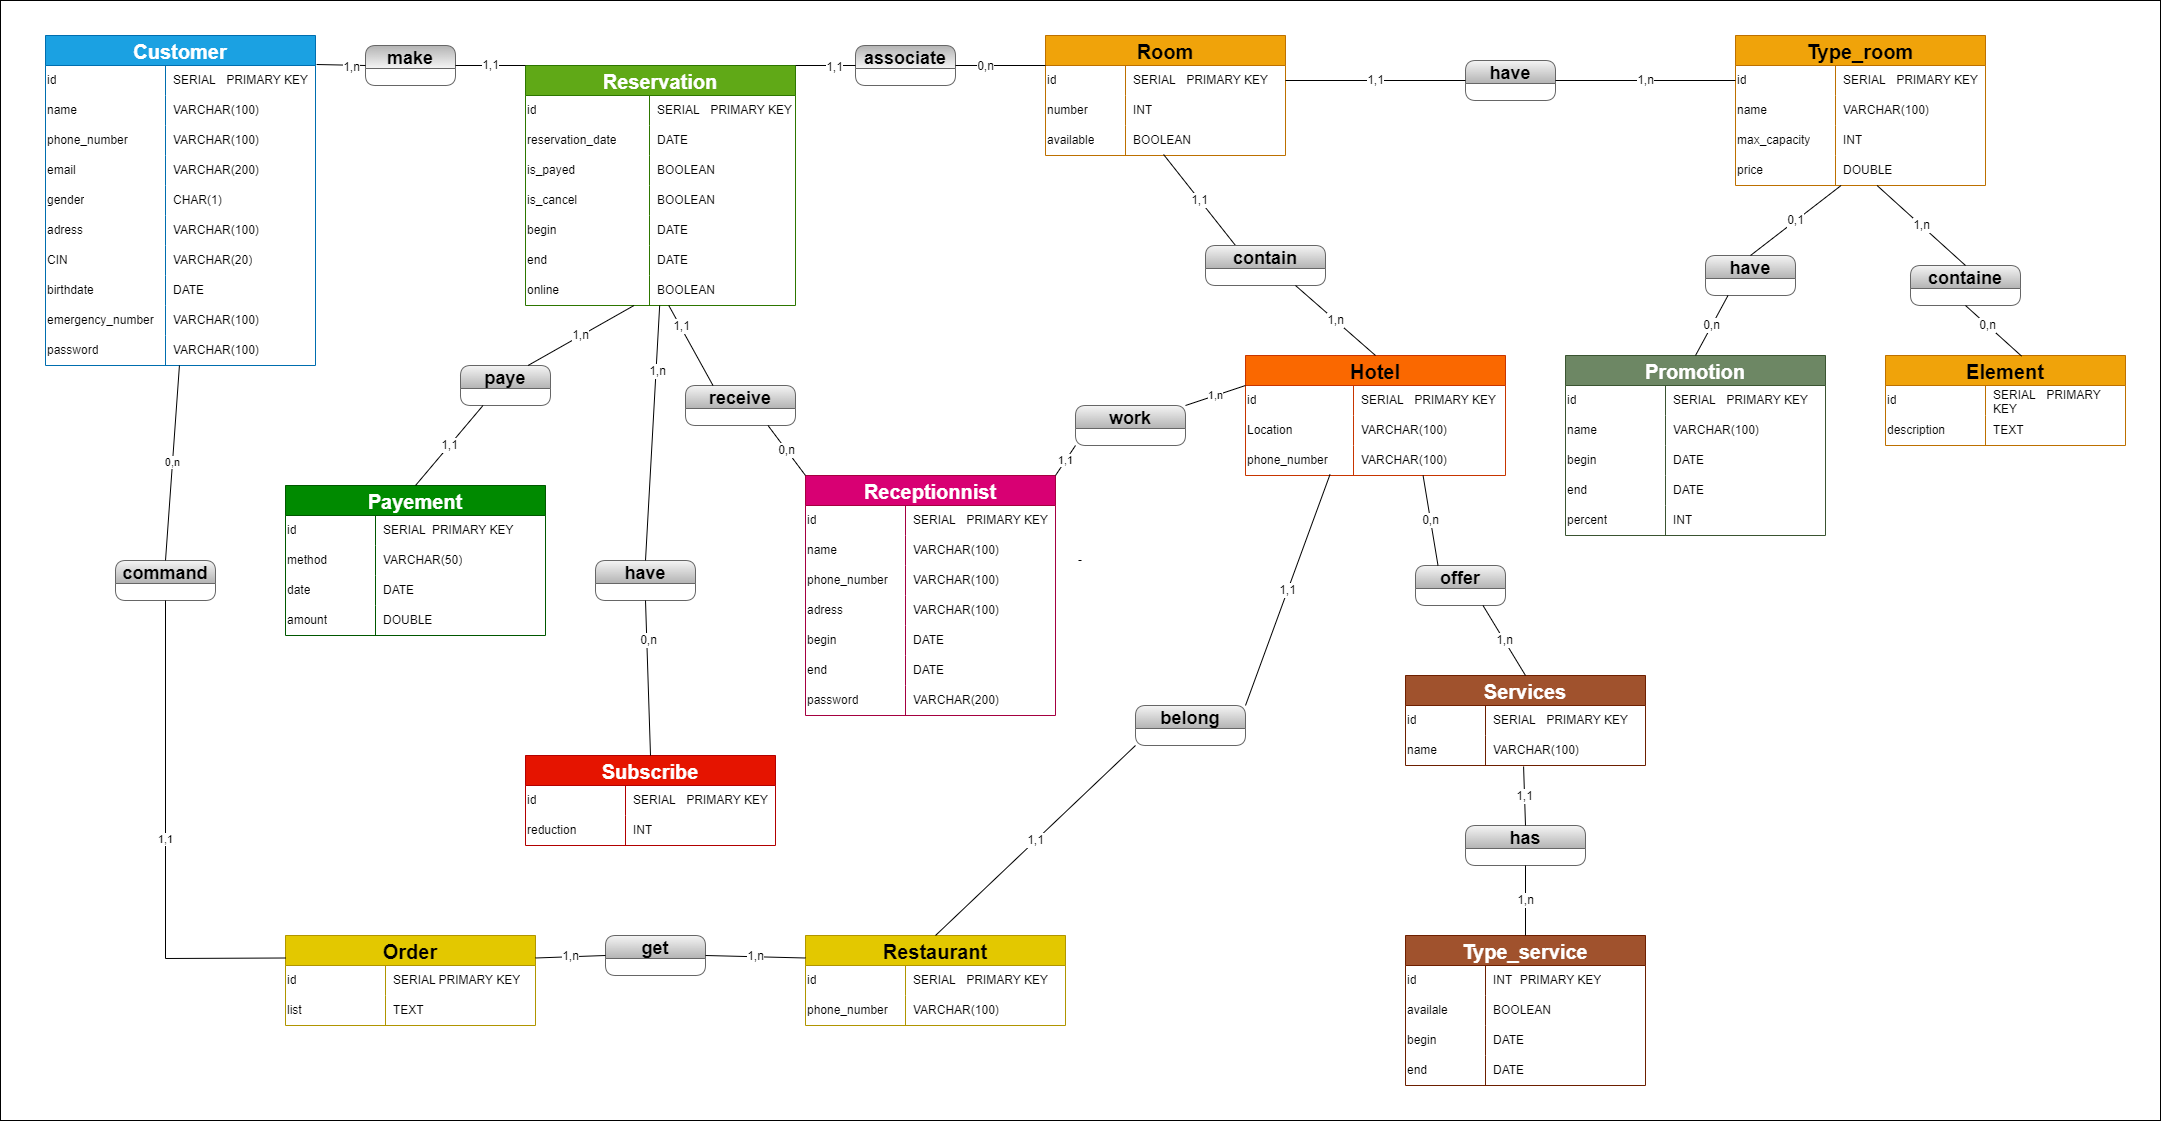 Customer
id SERIAL PRIMARY KEY
name VARCHAR(100)
phone_number VARCHAR(100)
email VARCHAR(200)
gender CHAR(1)
adress VARCHAR(100)
CIN VARCHAR(20)
birthdate DATE
emergency_number VARCHAR(100)
password VARCHAR(100)
1,n
make
1,1
Reservation
id SERIAL PRIMARY KEY
reservation_date DATE
is_payed BOOLEAN
is_cancel BOOLEAN
begin DATE
end DATE
online BOOLEAN
1,1
associate
0,n
Room
id SERIAL PRIMARY KEY
number INT
available BOOLEAN
1,1
have
1,n
Type_room
id SERIAL PRIMARY KEY
name VARCHAR(100)
max_capacity INT
price DOUBLE
1,1
contain
1,n
0,1
have
0,n
1,n
containe
0,n
Hotel
id SERIAL PRIMARY KEY
Location VARCHAR(100)
phone_number VARCHAR(100)
Promotion
id SERIAL PRIMARY KEY
name VARCHAR(100)
begin DATE
end DATE
percent INT
Element
id SERIAL PRIMARY
KEY
description TEXT
1,n
paye
1,1
1,n
have
0,n
1,1
receive
0,n
1,n
work
1,1
Payement
id SERIAL PRIMARY KEY
method VARCHAR(50)
date DATE
amount DOUBLE
Receptionnist
id SERIAL PRIMARY KEY
name VARCHAR(100)
phone_number VARCHAR(100)
adress VARCHAR(100)
begin DATE
end DATE
password VARCHAR(200)
-
0,n
command
1,1
0,n
offer
1,n
1,1
belong
1,1
Services
id SERIAL PRIMARY KEY
name VARCHAR(100)
Subscribe
id SERIAL PRIMARY KEY
reduction INT
1,1
has
1,n
Order
id SERIAL PRIMARY KEY
list TEXT
1,n
get
1,n
Restaurant
id SERIAL PRIMARY KEY
phone_number VARCHAR(100)
Type_service
id INT PRIMARY KEY
availale BOOLEAN
begin DATE
end DATE